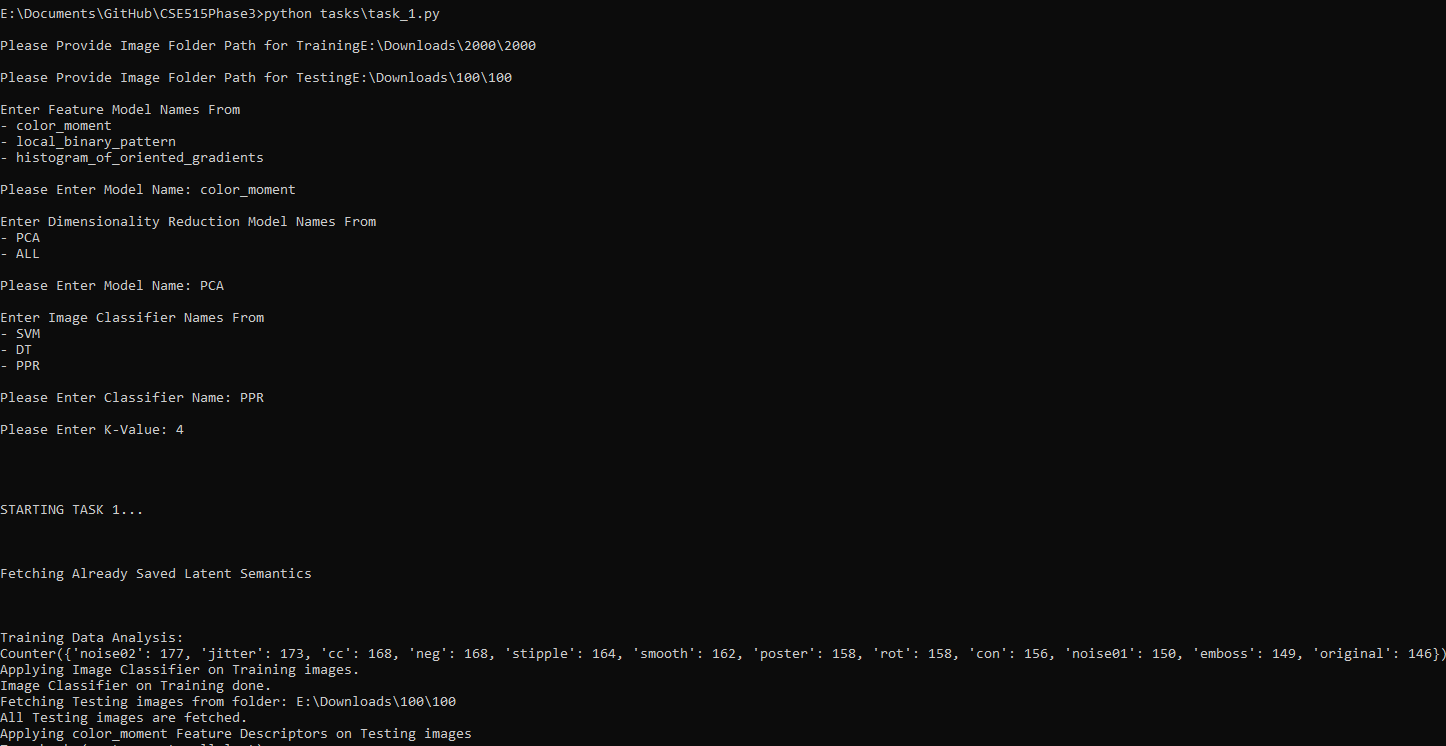 E:\Documents\GitHub\CSE515Phase3>python tasks\task_1.py
Please Provide Image Folder Path for TrainingE:\Downloads\2000\2000
Please Provide Image Folder Path for TestingE:\Downloads\100\100
Enter Feature Model Names From
- color_moment
- local_binary_pattern
- histogram_of_oriented_gradients
Please Enter Model Name: color_moment
Enter Dimensionality Reduction Model Names From
- PCA
- ALL
Please Enter Model Name: PCA
Enter Image Classifier Names From
- SVM
- DT
- PPR
Please Enter Classifier Name: PPR
Please Enter K-Value: 4
STARTING TASK 1...
Fetching Already Saved Latent Semantics
Training Data Analysis:
Counter({'noise02': 177, 'jitter': 173, 'cc': 168, 'neg': 168, 'stipple': 164, 'smooth': 162, 'poster': 158, 'rot': 158, 'con': 156, 'noise01': 150, 'emboss': 149, 'original': 146})
Applying Image Classifier on Training images.
Image Classifier on Training done.
Fetching Testing images from folder: E:\Downloads\100\100
All Testing images are fetched.
Applying color_moment Feature Descriptors on Testing images